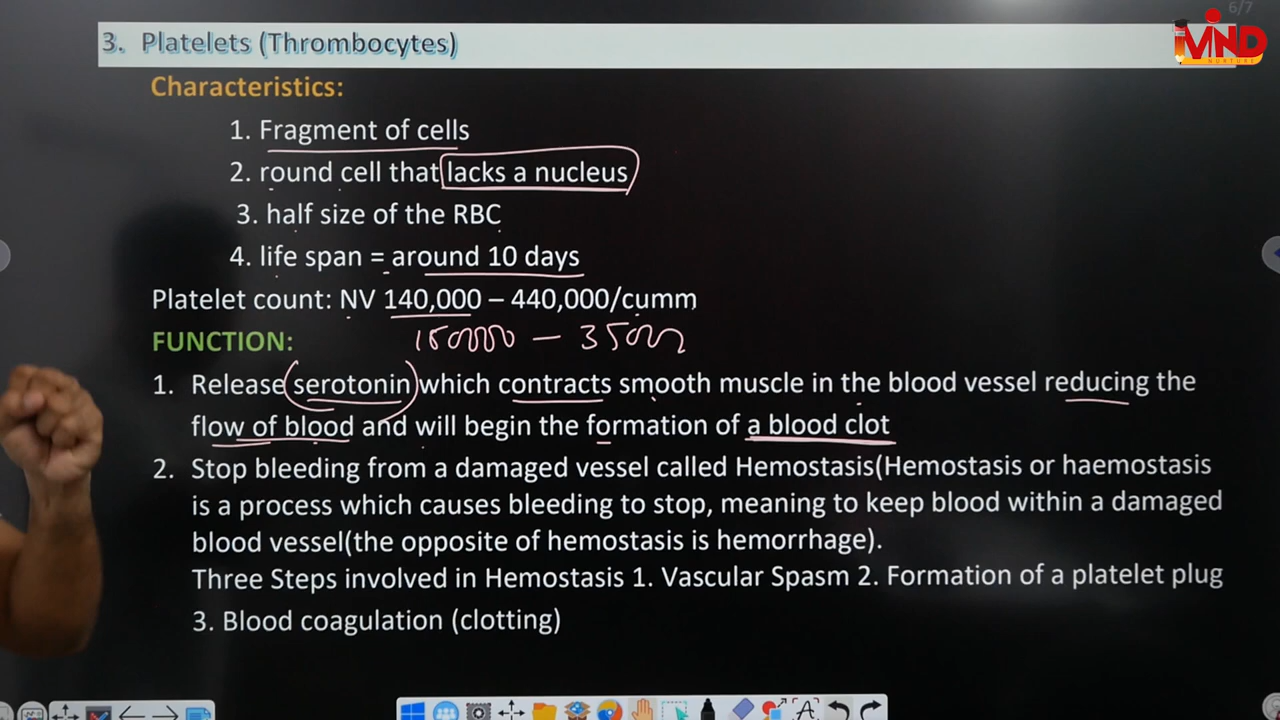 6/7
MIND
NURTURE
3. Platelets (Thrombocytes)
Characteristics:
1. Fragment of cells
2. round cell that lacks a nucleus
3. half size of the RBC
4. life span = around 10 days
Platelet count: NV 140,000 – 440,000/cumm
FUNCTION:
1. Release serotonin which contracts smooth muscle in the blood vessel reducing the
flow of blood and will begin the formation of a blood clot
2. Stop bleeding from a damaged vessel called Hemostasis(Hemostasis or haemostasis
is a process which causes bleeding to stop, meaning to keep blood within a damaged
blood vessel(the opposite of hemostasis is hemorrhage).
Three Steps involved in Hemostasis 1. Vascular Spasm 2. Formation of a platelet plug
3. Blood coagulation (clotting)